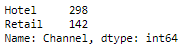 Hotel     298
Retail    142
Name: Channel, dtype: int64